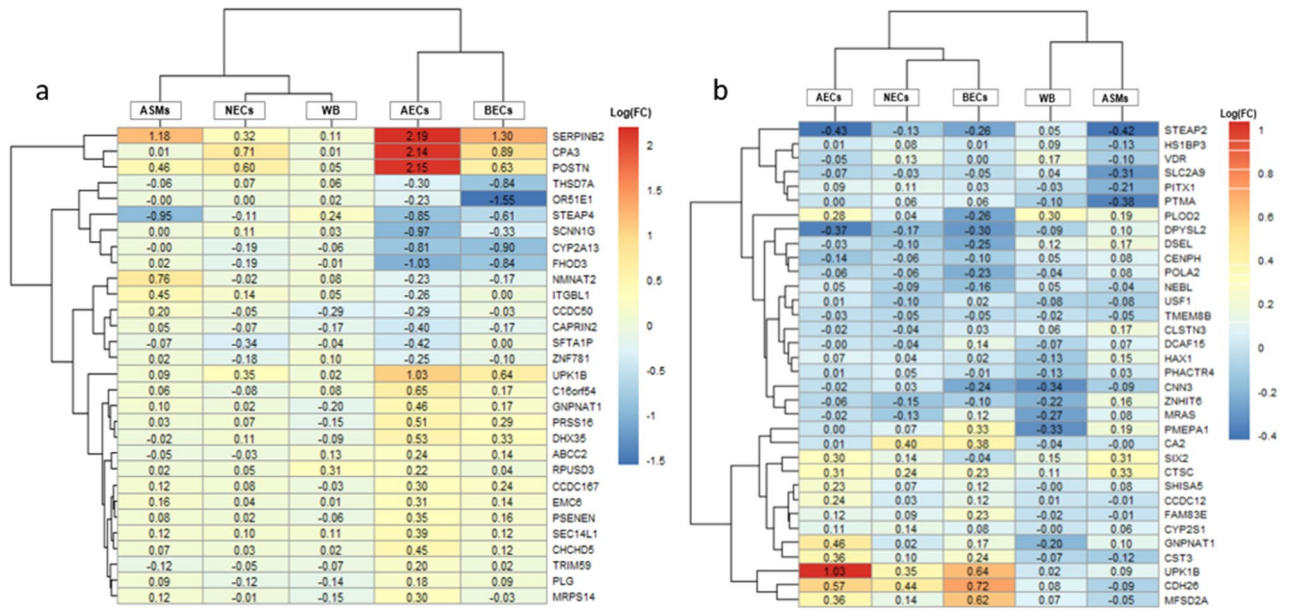 a
ASMs NECs WB AECs BECs
Log(FC)
1.18 0.32 0.11 2.19 1.30 SERPINB2
0.01 0.71 0.01 2.14 0.89 CPA3
0.46 0.60 0.05 2.15 0.63 POSTN
-0.06 0.07 0.06 -0.30 -0.84 THSD7A
-0.00 0.00 0.02 -0.23 -1.55 OR51E1
-0.95 -0.11 0.24 -0.85 -0.61 STEAP4
0.00 0.11 0.03 -0.97 -0.33 SCNN1G
-0.00 -0.19 -0.06 -0.81 -0.90 CYP2A13
0.02 -0.19 -0.01 -1.03 -0.84 FHOD3
0.76 -0.02 0.08 -0.23 -0.17 NMNAT2
0.45 0.14 0.05 -0.26 0.00 ITGBL1
0.20 -0.05 -0.29 -0.29 -0.03 CCDC50
0.05 -0.07 -0.17 -0.40 -0.17 CAPRIN2
-0.07 -0.34 -0.04 -0.42 0.00 SFTA1P
0.02 -0.18 0.10 -0.25 -0.10 ZNF781
0.09 0.35 0.02 1.03 0.64 UPK1B
0.06 -0.08 0.08 0.65 0.17 C16orf54
0.10 0.02 -0.20 0.46 0.17 GNPNAT1
0.03 0.07 -0.15 0.51 0.29 PRSS16
-0.02 0.11 -0.09 0.53 0.33 DHX35
-0.05 -0.03 0.13 0.24 0.14 ABCC2
0.02 0.05 0.31 0.22 0.04 RPUSD3
0.12 0.08 -0.03 0.30 0.24 CCDC167
0.16 0.04 0.01 0.31 0.14 EMC6
0.08 0.02 -0.06 0.35 0.16 PSENEN
0.12 0.10 0.11 0.39 0.12 SEC14L1
0.07 0.03 0.02 0.45 0.12 CHCHD5
-0.12 -0.05 -0.07 0.20 0.02 TRIM59
0.09 -0.12 -0.14 0.18 0.09 PLG
0.12 -0.01 -0.15 0.30 -0.03 MRPS14
2
1.5
1
0.5
0
-0.5
-1
-1.5
b
AECs NECs BECs WB ASMs
Log(FC)
-0.43 -0.13 -0.26 0.05 -0.42 STEAP2
0.01 0.08 0.01 0.09 -0.13 HS1BP3
-0.05 0.13 0.00 0.17 -0.10 VDR
-0.07 -0.03 -0.05 0.04 -0.31 SLC2A9
0.09 0.11 0.03 -0.03 -0.21 PITX1
0.00 0.06 0.06 -0.10 -0.38 PTMA
0.28 0.04 -0.26 0.30 0.19 PLOD2
-0.37 -0.17 -0.30 -0.09 0.10 DPYSL2
-0.03 -0.10 -0.25 0.12 0.17 DSEL
-0.14 -0.06 -0.10 0.05 0.08 CENPH
-0.06 -0.06 -0.23 -0.04 0.08 POLA2
0.05 -0.09 -0.16 0.05 -0.04 NEBL
0.01 -0.10 0.02 -0.08 -0.08 USF1
-0.03 -0.05 -0.05 -0.02 -0.05 TMEM8B
-0.02 -0.04 0.03 0.06 0.17 CLSTN3
-0.00 -0.04 0.14 -0.07 0.07 DCAF15
0.07 0.04 0.02 -0.13 0.15 HAX1
0.01 0.05 -0.01 -0.13 0.03 PHACTR4
-0.02 0.03 -0.24 -0.34 -0.09 CNN3
-0.06 -0.15 -0.10 -0.22 0.16 ZNHIT6
-0.02 -0.13 0.12 -0.27 0.08 MRAS
0.00 0.07 0.33 -0.33 0.19 PMEPA1
0.01 0.40 0.38 -0.04 -0.00 CA2
0.30 0.14 -0.04 0.15 0.31 SIX2
0.31 0.24 0.23 0.11 0.33 CTSC
0.23 0.07 0.12 -0.00 0.08 SHISA5
0.24 0.03 0.12 0.01 -0.01 CCDC12
0.12 0.09 0.23 -0.02 -0.01 FAM83E
0.11 0.14 0.08 -0.00 0.06 CYP2S1
0.46 0.02 0.17 -0.20 0.10 GNPNAT1
0.36 0.10 0.24 -0.07 -0.12 CST3
1.03 0.35 0.64 0.02 0.09 UPK1B
0.57 0.44 0.72 0.08 -0.09 CDH26
0.36 0.14 0.62 0.07 -0.05 MFSD2A
1
0.8
0.6
0.4
0.2
0
-0.2
-0.4